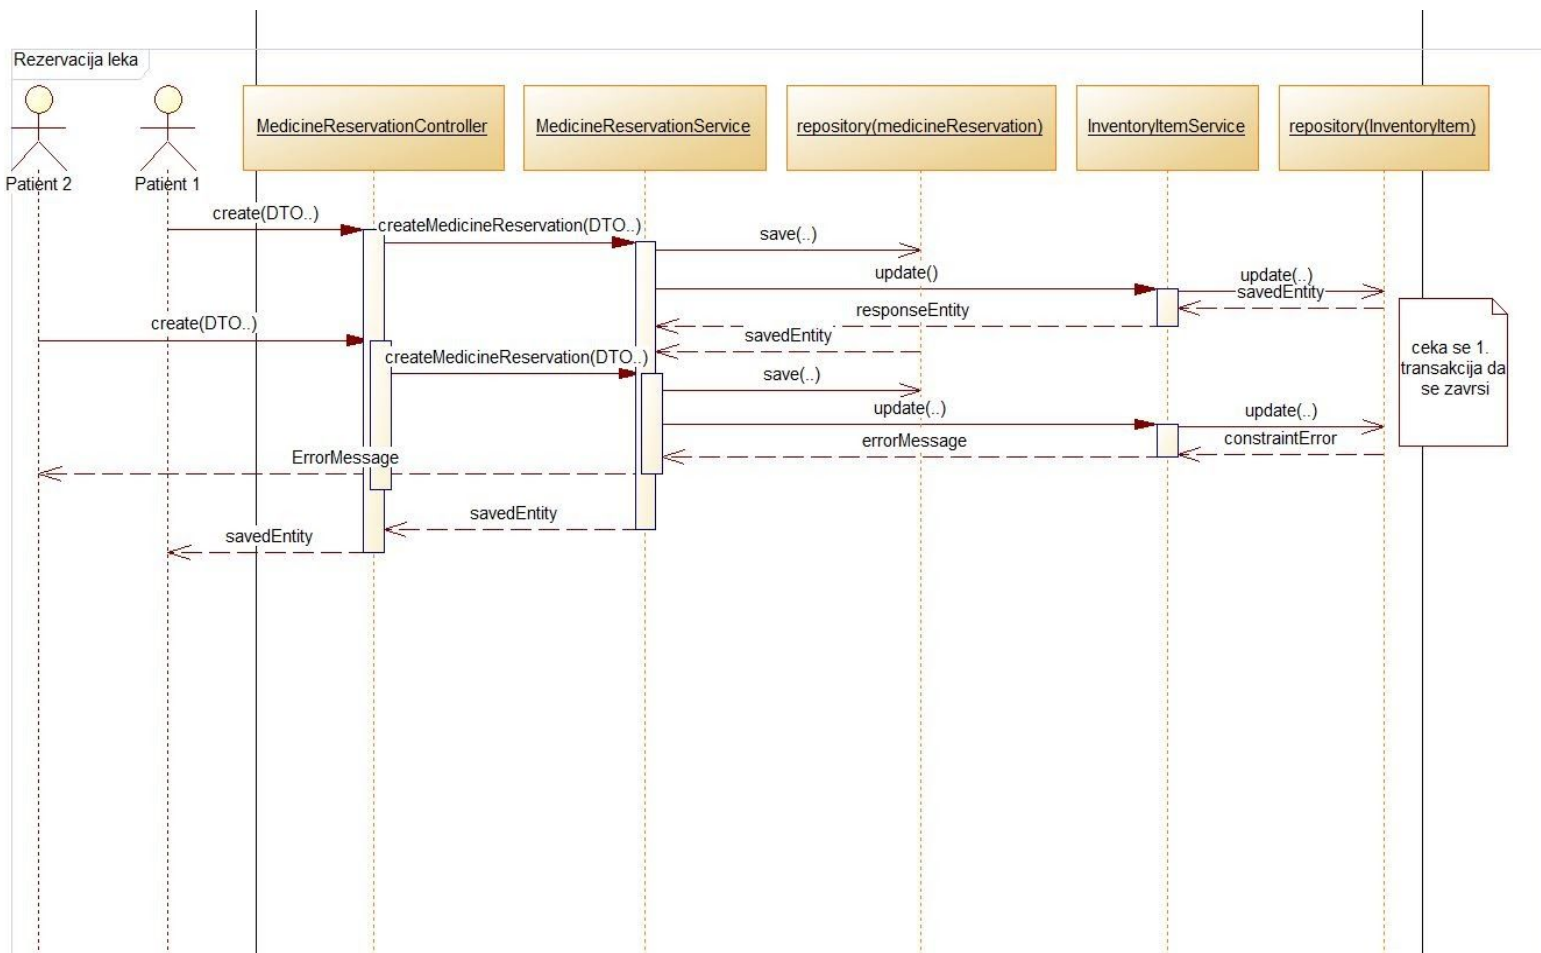 Rezervacija leka
Patient 2
Patient 1
MedicineReservationController
MedicineReservationService
repository(medicineReservation)
InventoryItemService
repository(InventoryItem)
create(DTO..)
createMedicineReservation(DTO..)
save(..)
update()
update(..)
savedEntity
responseEntity
create(DTO..)
savedEntity
createMedicineReservation(DTO..)
save(..)
update(..)
update(..)
ceka se 1.
transakcija da
se zavrsi
errorMessage
constraintError
ErrorMessage
savedEntity
savedEntity